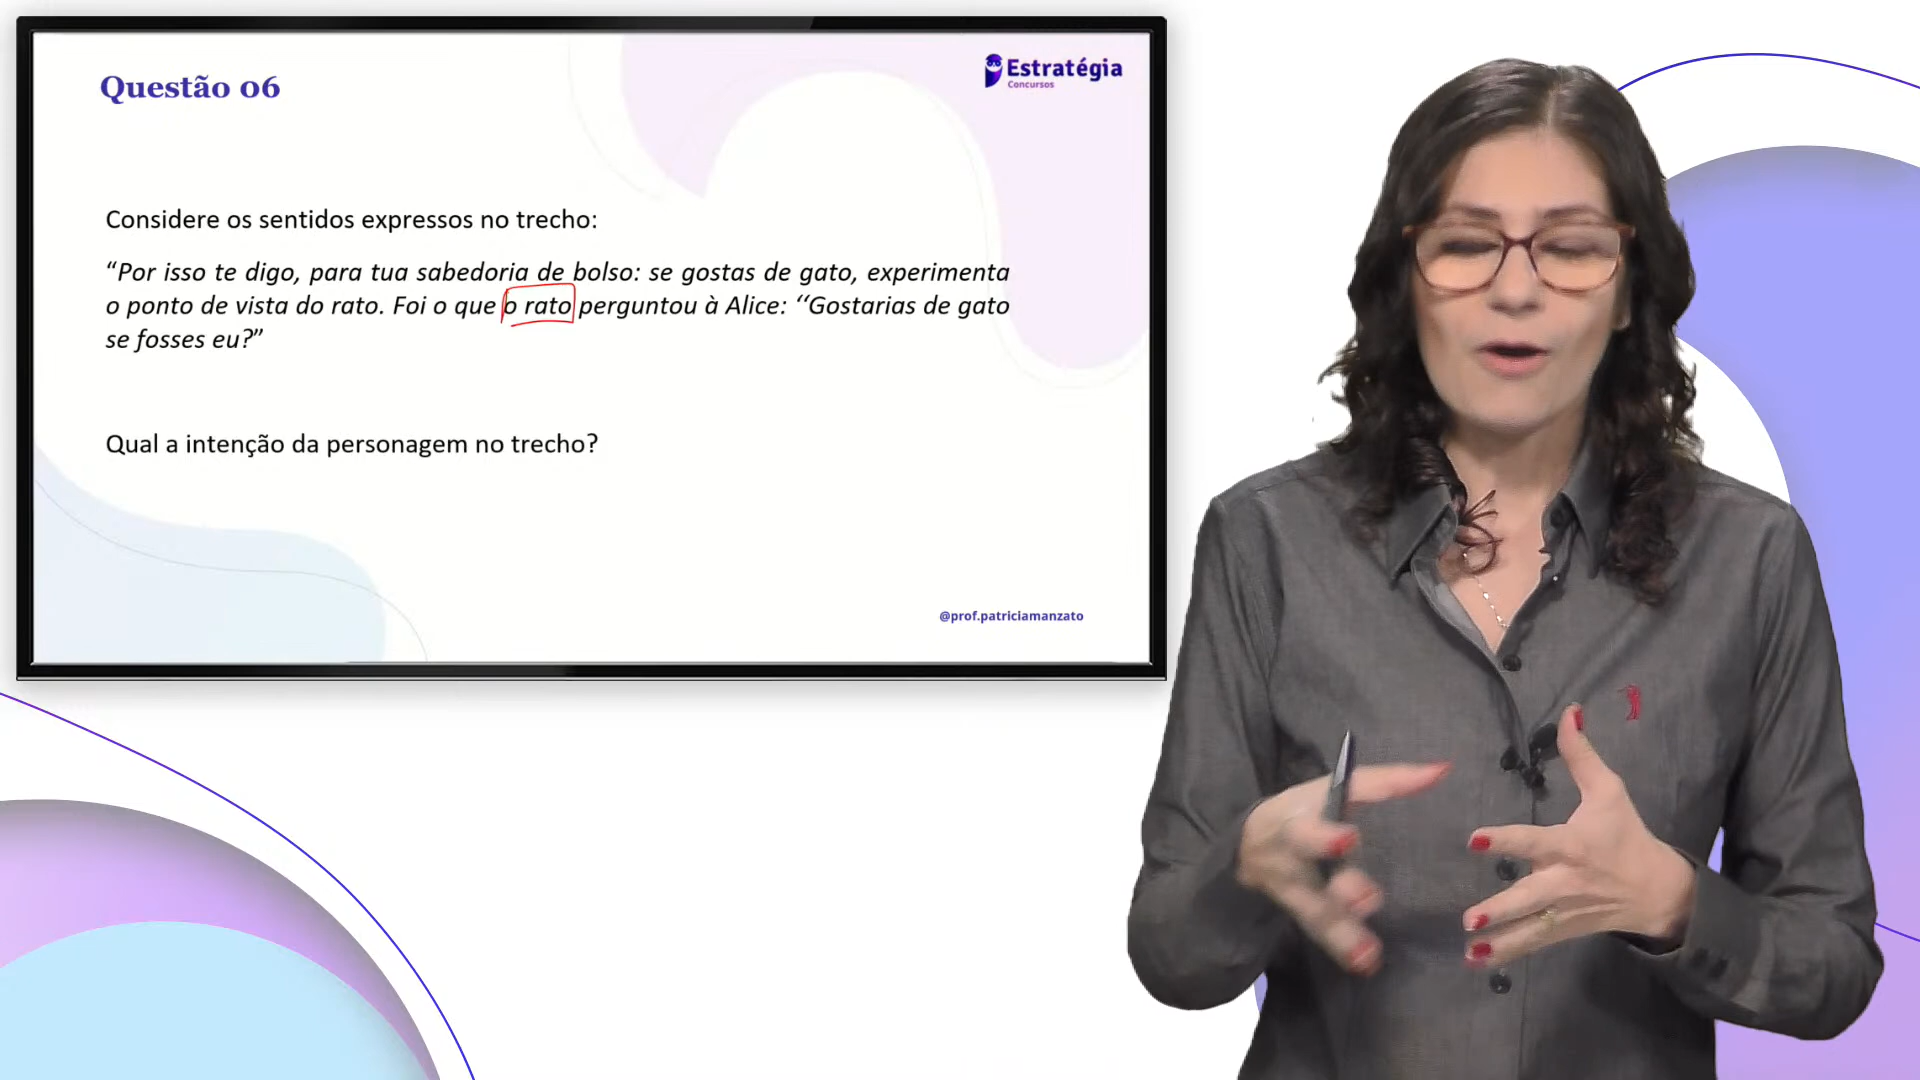 Questão 06
Estratégia
Concursos
Considere os sentidos expressos no trecho:
“Por isso te digo, para tua sabedoria de bolso: se gostas de gato, experimenta
o ponto de vista do rato. Foi o que o rato perguntou à Alice: ‘‘Gostarias de gato
se fosses eu?”
Qual a intenção da personagem no trecho?
@prof.patriciamanzato